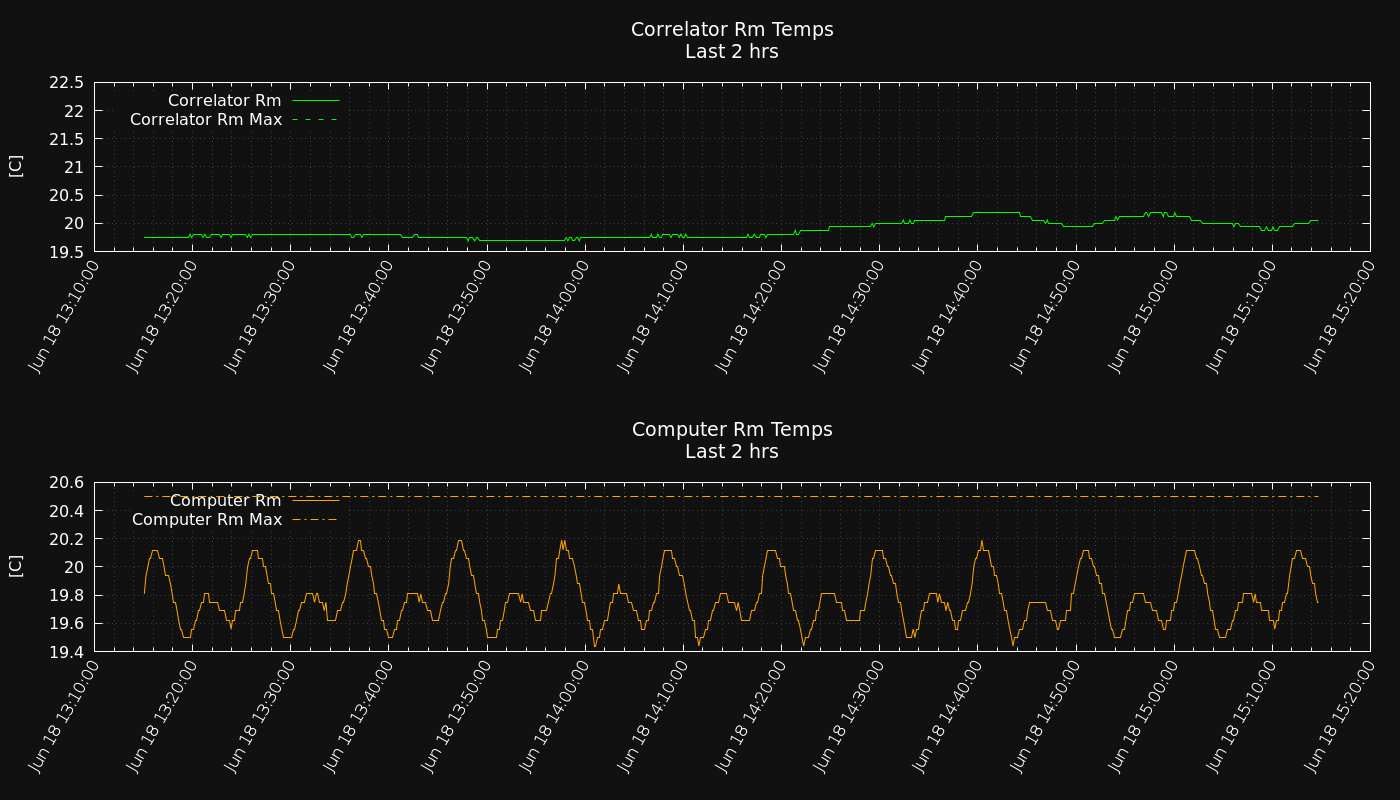 Correlator Rm Temps
Last 2 hrs
22.5
22
21.5
21
20.5
20
19.5
[C]
Correlator Rm
Correlator Rm Max
Jun 18 13:10:00
Jun 18 13:20:00
Jun 18 13:30:00
Jun 18 13:40:00
Jun 18 13:50:00
Jun 18 14:00:00
Jun 18 14:10:00
Jun 18 14:20:00
Jun 18 14:30:00
Jun 18 14:40:00
Jun 18 14:50:00
Jun 18 15:00:00
Jun 18 15:10:00
Jun 18 15:20:00
Computer Rm Temps
Last 2 hrs
20.6
20.4
20.2
20
19.8
19.6
19.4
[C]
Computer Rm
Computer Rm Max
Jun 18 13:10:00
Jun 18 13:20:00
Jun 18 13:30:00
Jun 18 13:40:00
Jun 18 13:50:00
Jun 18 14:00:00
Jun 18 14:10:00
Jun 18 14:20:00
Jun 18 14:30:00
Jun 18 14:40:00
Jun 18 14:50:00
Jun 18 15:00:00
Jun 18 15:10:00
Jun 18 15:20:00